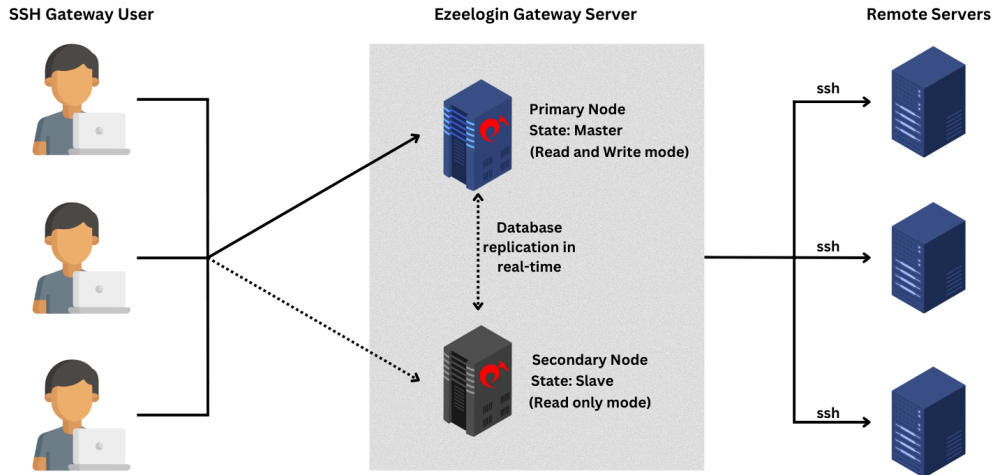 SSH Gateway User
Ezeelogin Gateway Server
Remote Servers
Primary Node
State: Master
(Read and Write mode)
Database
replication in
real-time
Secondary Node
State: Slave
(Read only mode)
ssh
ssh
ssh